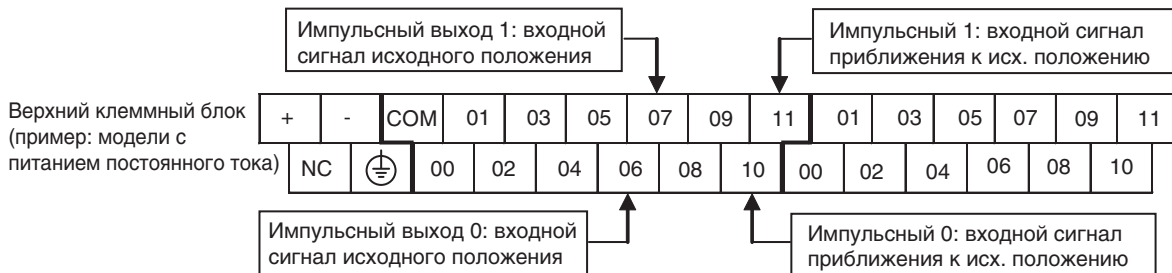 Импульсный выход 1: входной
сигнал исходного положения
Импульсный 1: входной сигнал
приближения к исх. положению
Верхний клеммный блок
(пример: модели с
питанием постоянного тока)
+ - COM 01 03 05 07 09 11 01 03 05 07 09 11
NC 00 02 04 06 08 10 00 02 04 06 08 10
Импульсный выход 0: входной
сигнал исходного положения
Импульсный 0: входной сигнал
приближения к исх. положению